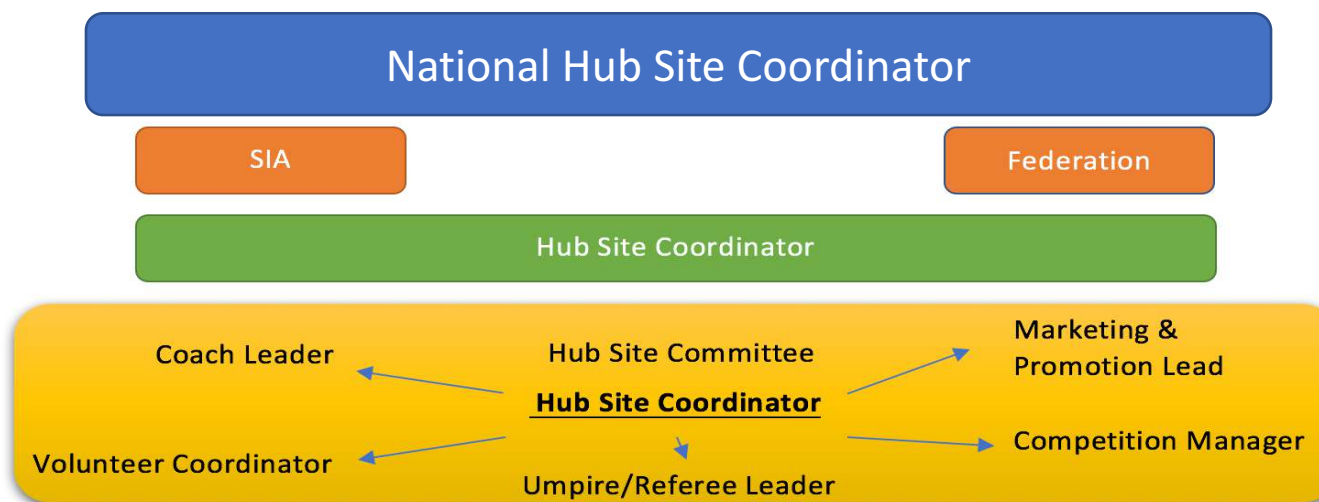 National Hub Site Coordinator
SIA
Federation
Hub Site Coordinator
Coach Leader
Hub Site Committee
Marketing &
Promotion Lead
Hub Site Coordinator
Volunteer Coordinator
Umpire/Referee Leader
Competition Manager